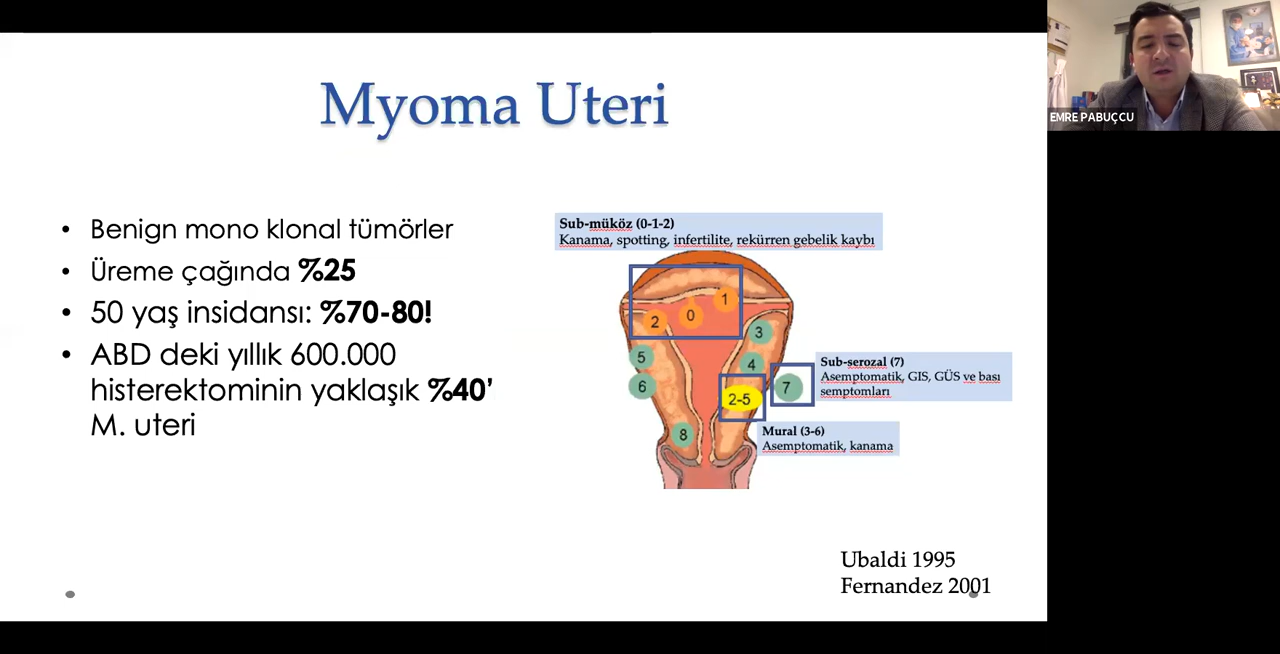 Myoma Uteri
EMRE PABUÇCU
• Benign mono klonal tümörler
• Üreme çağında %25
• 50 yaş insidansı: %70-80!
• ABD deki yıllık 600.000
histerektominin yaklaşık %40’
M. uteri
Sub-müköz (0-1-2)
Kanama, spotting, infertilite, rekürren gebelik kaybı
1
0
2
3
5
4
6
7
2-5
8
Sub-serozal (7)
Asemptomatik, GIS, GÜS ve bası
semptomları
Mural (3-6)
Asemptomatik, kanama
Ubaldi 1995
Fernandez 2001